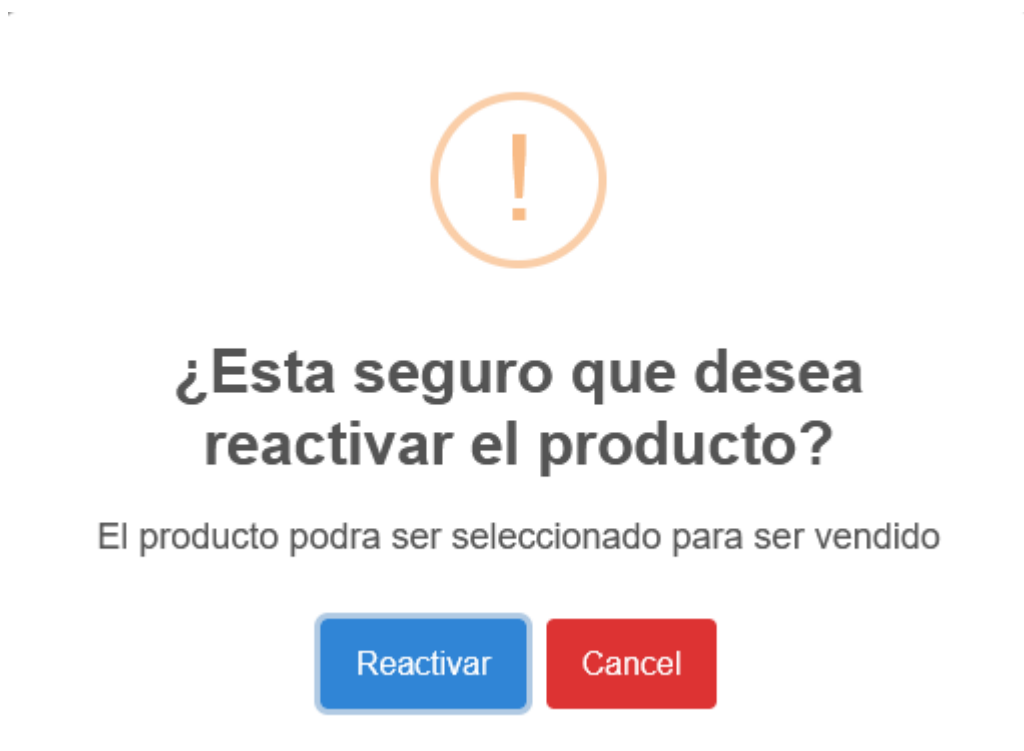 !
¿Esta seguro que desea
reactivar el producto?
El producto podra ser seleccionado para ser vendido
Reactivar
Cancel